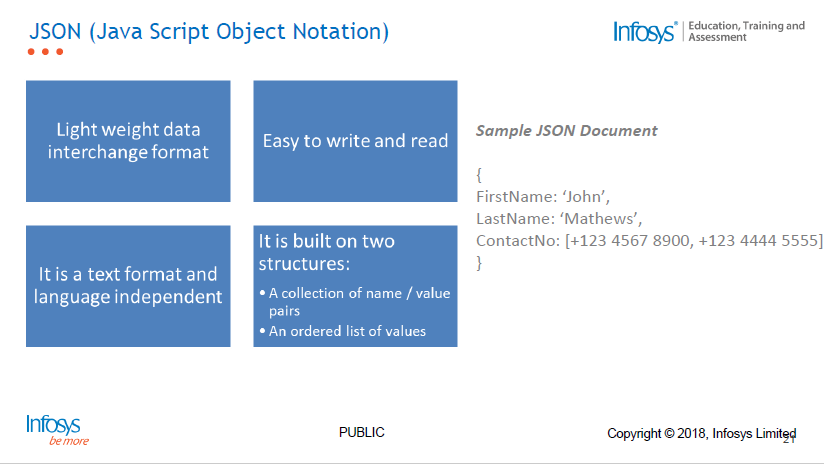 JSON (Java Script Object Notation)
Infosys® | Education, Training and
Assessment
Light weight data
interchange format
Easy to write and read
It is a text format and
language independent
It is built on two
structures:
• A collection of name / value
pairs
• An ordered list of values
Sample JSON Document
{
FirstName: ‘John’,
LastName: ‘Mathews’,
ContactNo: [+123 4567 8900, +123 4444 5555]
}
Infosys
be more
PUBLIC
Copyright © 2018, Infosys Limited
21